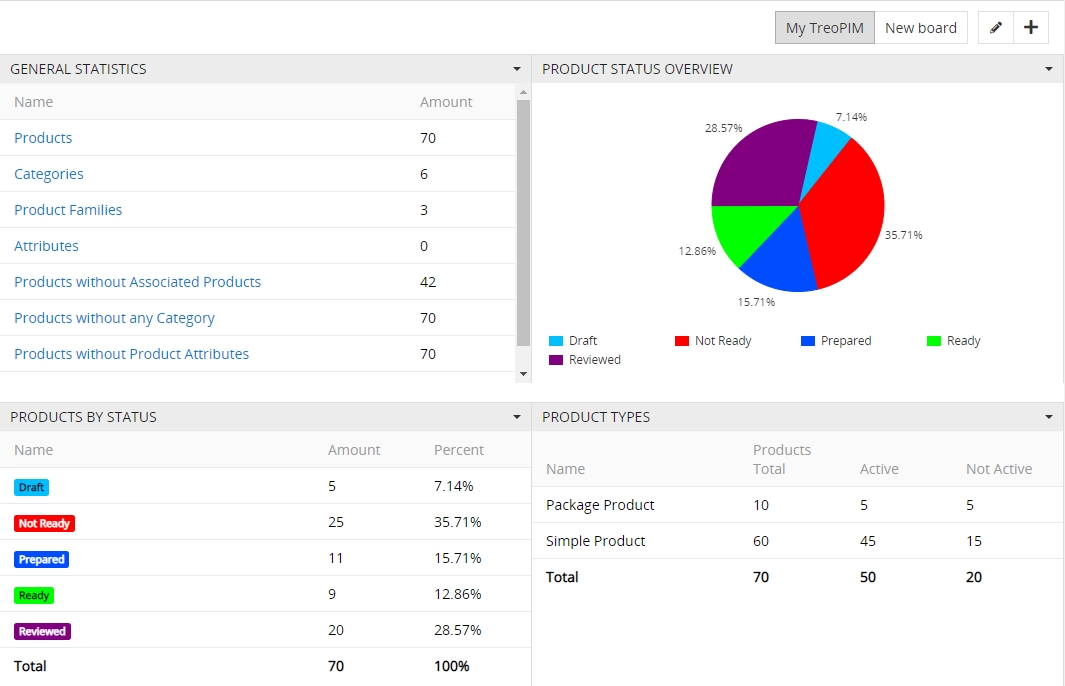 My TreoPIM New board
GENERAL STATISTICS
Name Amount
Products 70
Categories 6
Product Families 3
Attributes 0
Products without Associated Products 42
Products without any Category 70
Products without Product Attributes 70
PRODUCT STATUS OVERVIEW
7.14%
28.57%
35.71%
12.86%
15.71%
Draft Not Ready Prepared Ready
Reviewed
PRODUCTS BY STATUS
Name Amount Percent
Draft 5 7.14%
Not Ready 25 35.71%
Prepared 11 15.71%
Ready 9 12.86%
Reviewed 20 28.57%
Total 70 100%
PRODUCT TYPES
Products
Name Total Active Not Active
Package Product 10 5 5
Simple Product 60 45 15
Total 70 50 20